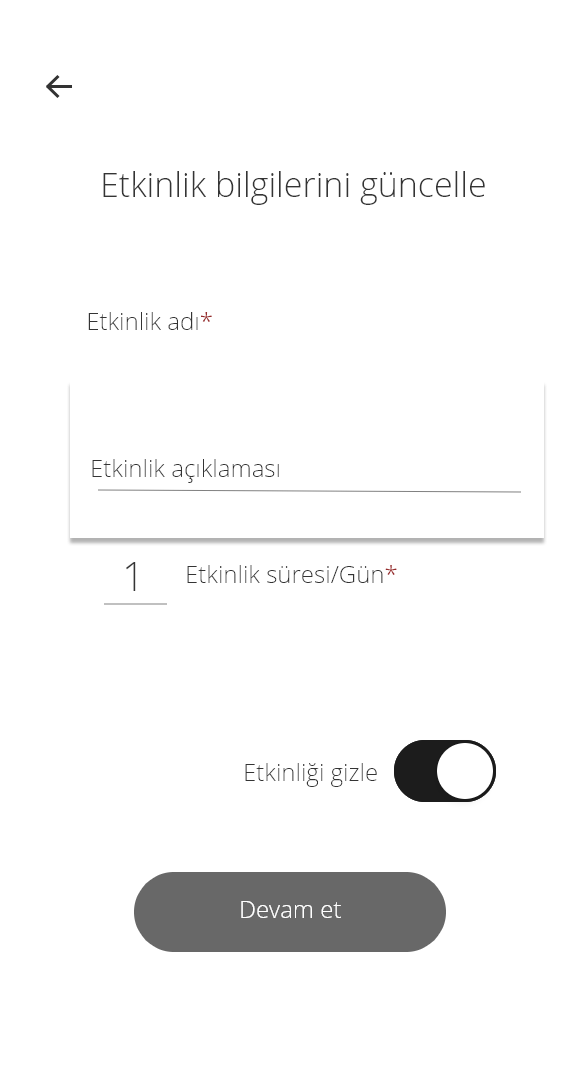 Etkinlik bilgilerini güncelle
Etkinlik adı*
Etkinlik açıklaması
1 Etkinlik süresi/Gün*
Etkinliği gizle
Devam et